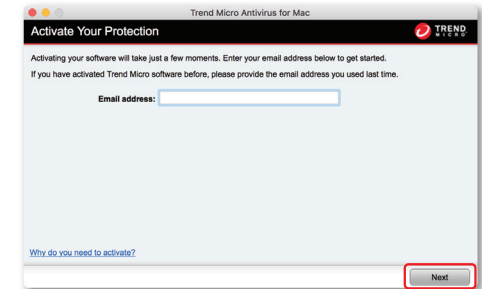 Trend Micro Antivirus for Mac
Activate Your Protection
TREND
MICRO
Activating your software will take just a few moments. Enter your email address below to get started.
If you have activated Trend Micro software before, please provide the email address you used last time.
Email address:
Why do you need to activate?
Next